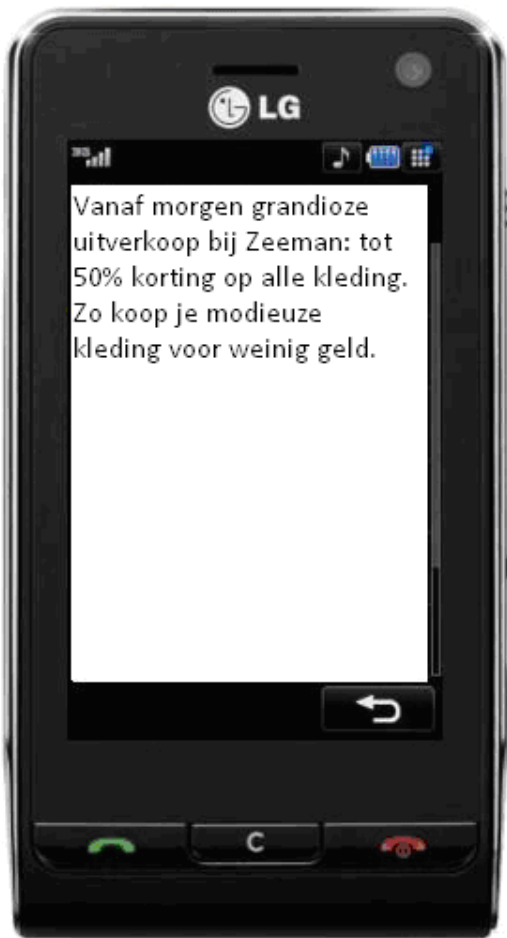 LG
3G
Vanaf morgen grandioze
uitverkoop bij Zeeman: tot
50% korting op alle kleding.
Zo koop je modieuze
kleding voor weinig geld.
C